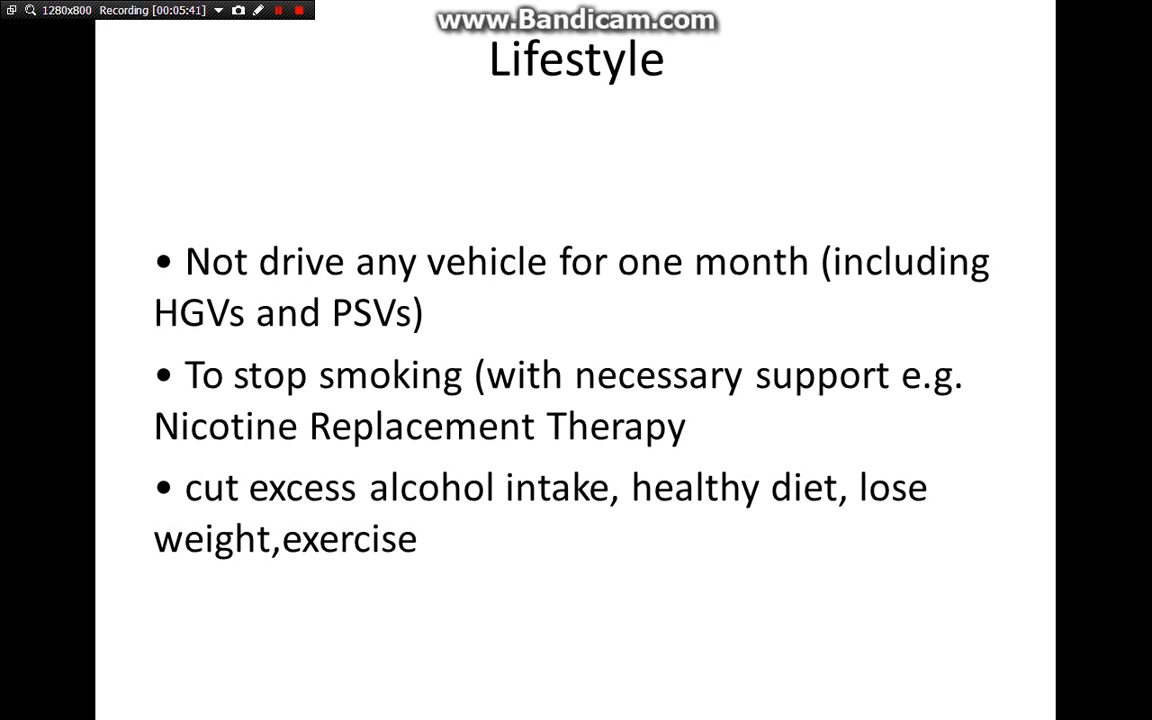 1280x800 Recording [00:05:41]
www.Bandicam.com
Lifestyle
• Not drive any vehicle for one month (including
HGVs and PSVs)
• To stop smoking (with necessary support e.g.
Nicotine Replacement Therapy
• cut excess alcohol intake, healthy diet, lose
weight,exercise